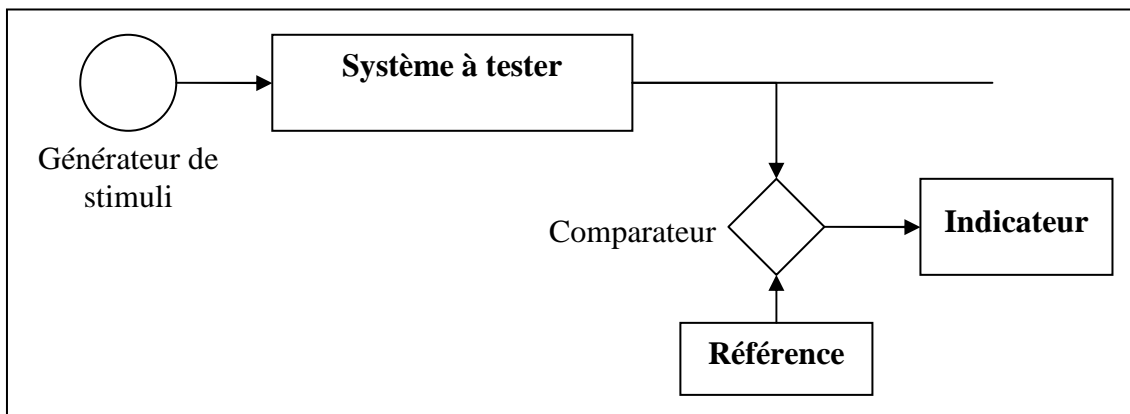 Système à tester
Générateur de
stimuli
Comparateur
Indicateur
Référence